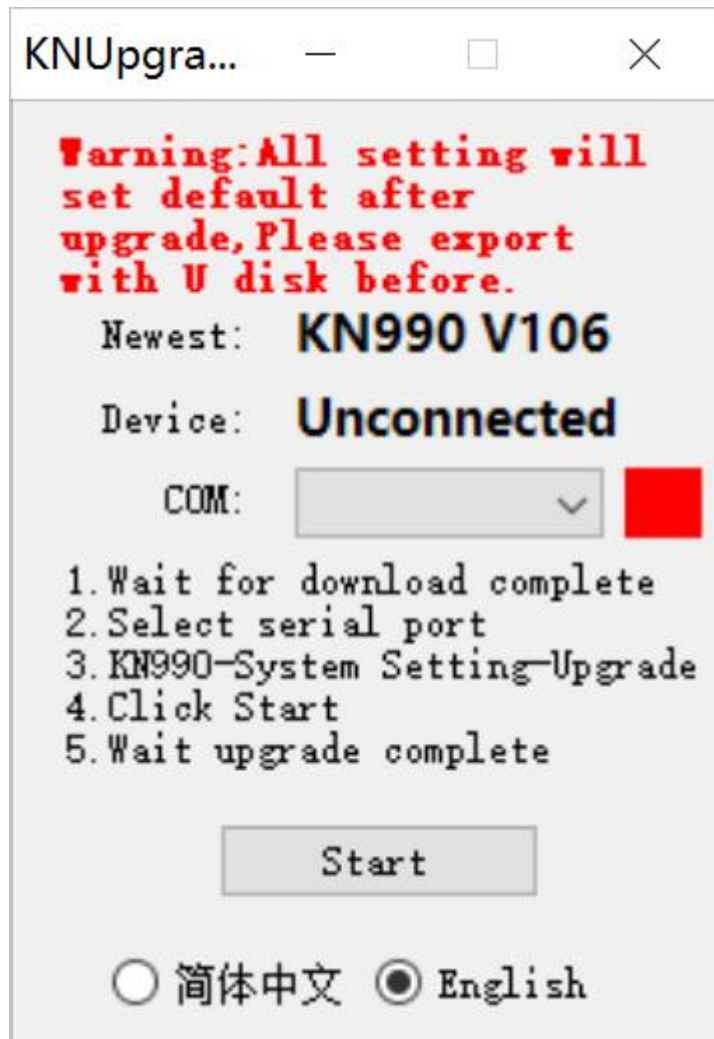 KNUpgra...
Warning:All setting will
set default after
upgrade,Please export
with U disk before.
Newest: KN990 V106
Device: Unconnected
COM:
1.Wait for download complete
2.Select serial port
3.KN990-System Setting-Upgrade
4.Click Start
5.Wait upgrade complete
Start
简体中文 English